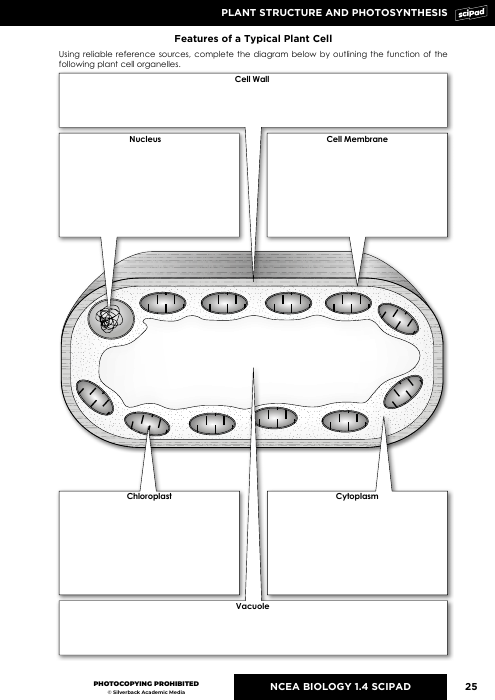 PLANT STRUCTURE AND PHOTOSYNTHESIS
scipad
Features of a Typical Plant Cell
Using reliable reference sources, complete the diagram below by outlining the function of the
following plant cell organelles.
Cell Wall
Nucleus
Cell Membrane
Chloroplast
Cytoplasm
Vacuole
PHOTOCOPYING PROHIBITED
© Silverback Academic Media
NCEA BIOLOGY 1.4 SCIPAD
25